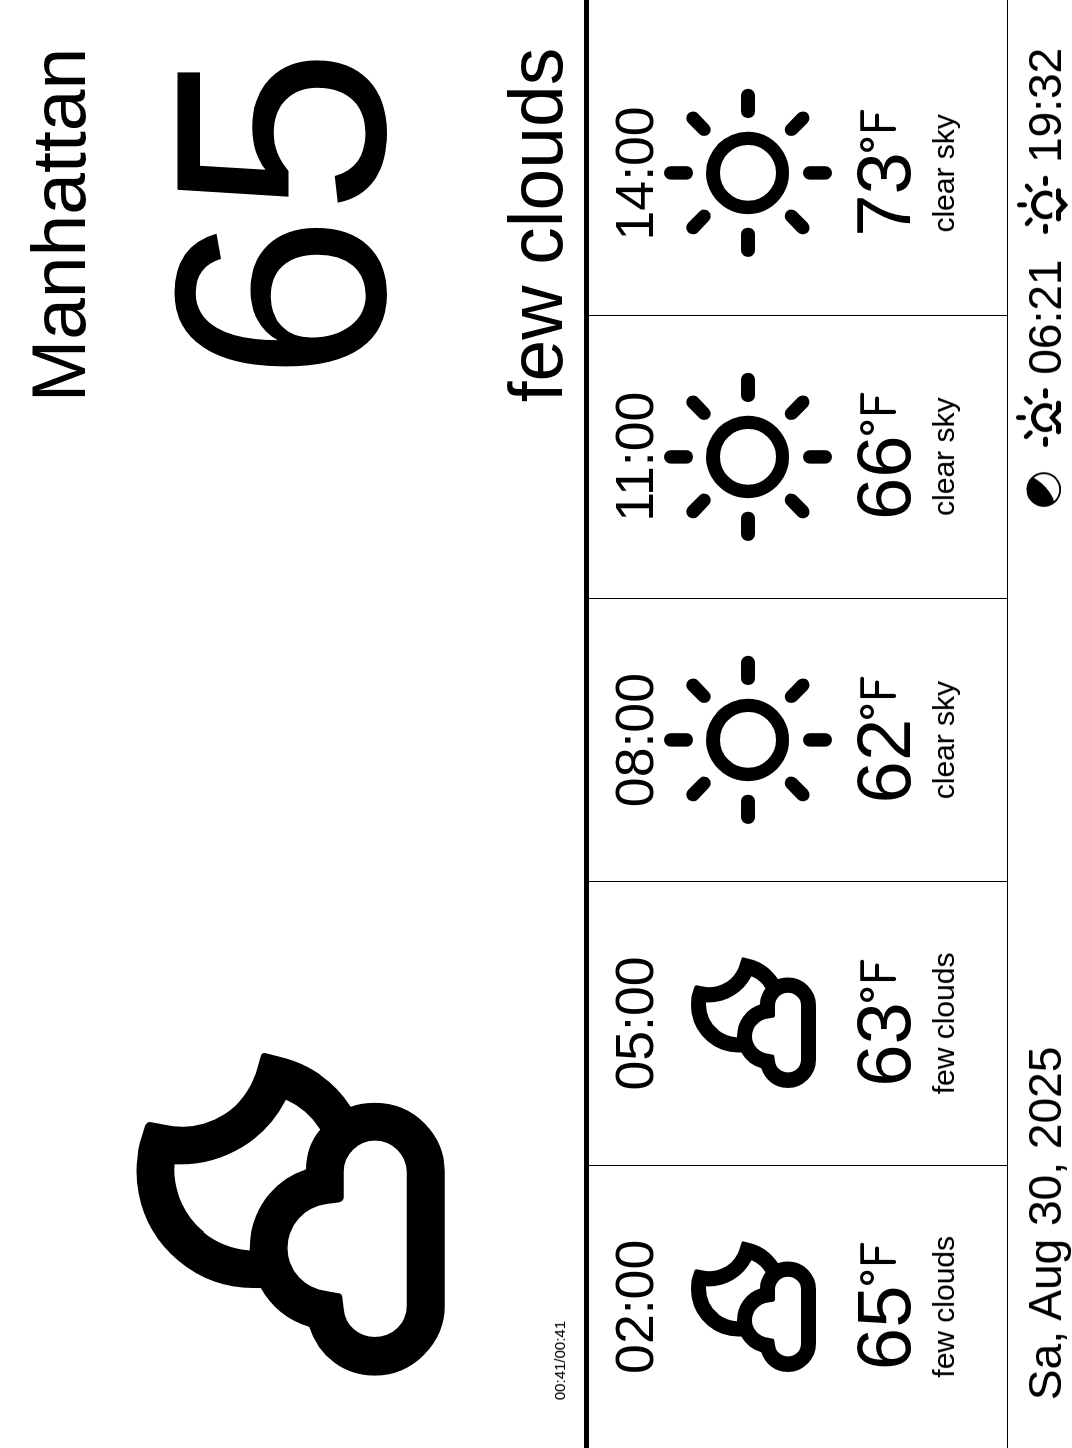 Manhattan
65
few clouds
00:41/00:41
02:00
65°F
few clouds
05:00
63°F
few clouds
08:00
62°F
clear sky
11:00
66°F
clear sky
14:00
73°F
clear sky
Sa, Aug 30, 2025
06:21
19:32